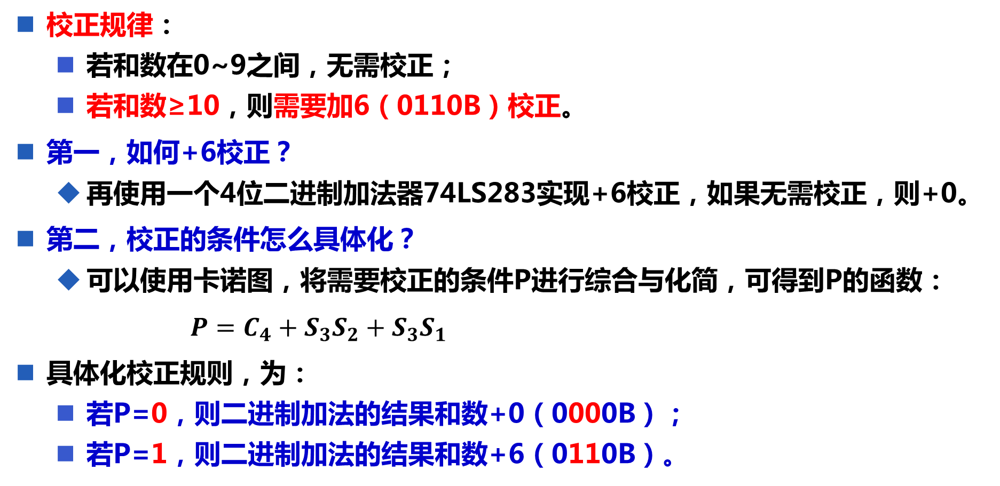 校正规律：
若和数在0~9之间，无需校正；
若和数≥10，则需要加6（0110B）校正。
第一，如何+6校正？
再使用一个4位二进制加法器74LS283实现+6校正，如果无需校正，则+0。
第二，校正的条件怎么具体化？
可以使用卡诺图，将需要校正的条件P进行综合与化简，可得到P的函数：
P = C₄ + S₃S₂ + S₃S₁
具体化校正规则，为：
若P=0，则二进制加法的结果和数+0（0000B）；
若P=1，则二进制加法的结果和数+6（0110B）。